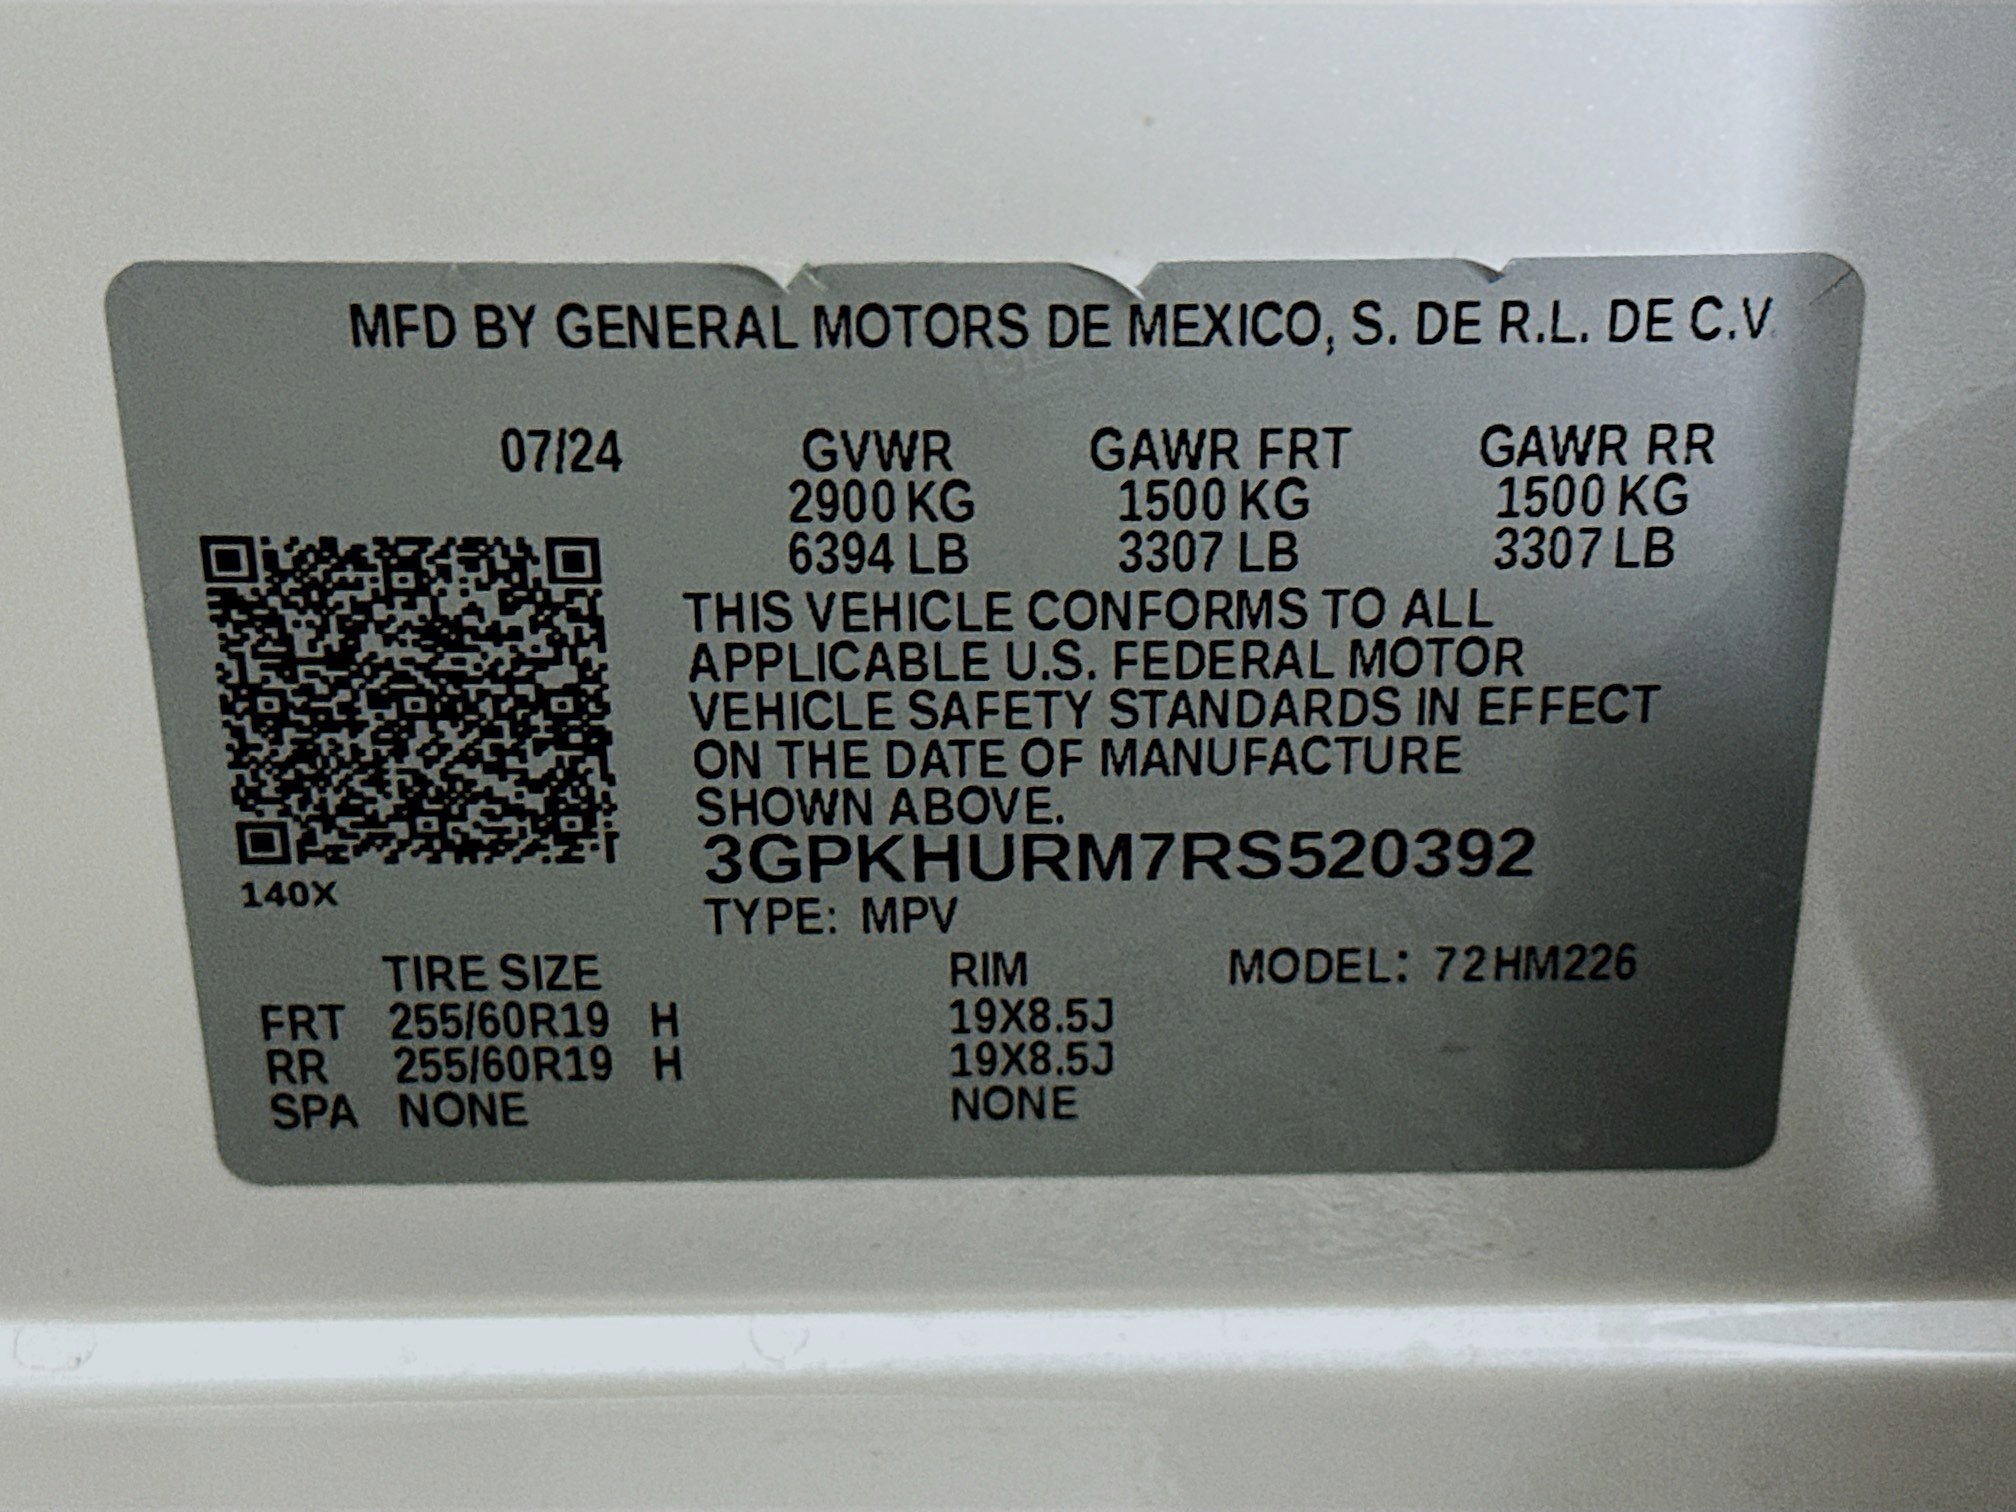 MFD BY GENERAL MOTORS DE MEXICO, S. DE R.L. DE C.V.
07/24 GVWR GAWR FRT GAWR RR
2900 KG 1500 KG 1500 KG
6394 LB 3307 LB 3307 LB
THIS VEHICLE CONFORMS TO ALL
APPLICABLE U.S. FEDERAL MOTOR
VEHICLE SAFETY STANDARDS IN EFFECT
ON THE DATE OF MANUFACTURE
SHOWN ABOVE.
3GPKHURM7RS520392
140X
TYPE: MPV
TIRE SIZE RIM MODEL: 72HM226
FRT 255/60R19 H 19X8.5J
RR 255/60R19 H 19X8.5J
SPA NONE NONE